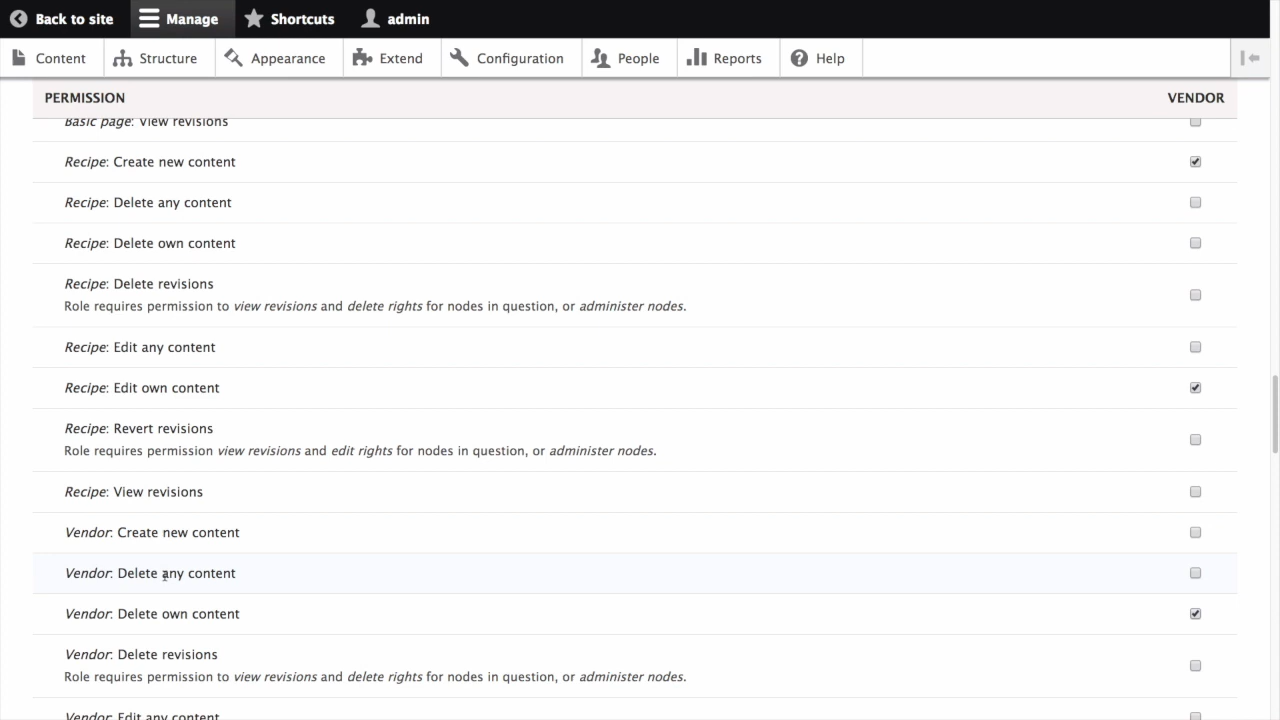 Back to site Manage Shortcuts admin
Content Structure Appearance Extend Configuration People Reports Help
PERMISSION VENDOR
Basic page: View revisions
Recipe: Create new content
Recipe: Delete any content
Recipe: Delete own content
Recipe: Delete revisions
Role requires permission to view revisions and delete rights for nodes in question, or administer nodes.
Recipe: Edit any content
Recipe: Edit own content
Recipe: Revert revisions
Role requires permission view revisions and edit rights for nodes in question, or administer nodes.
Recipe: View revisions
Vendor: Create new content
Vendor: Delete any content
Vendor: Delete own content
Vendor: Delete revisions
Role requires permission to view revisions and delete rights for nodes in question, or administer nodes.
Vendor: Edit any content